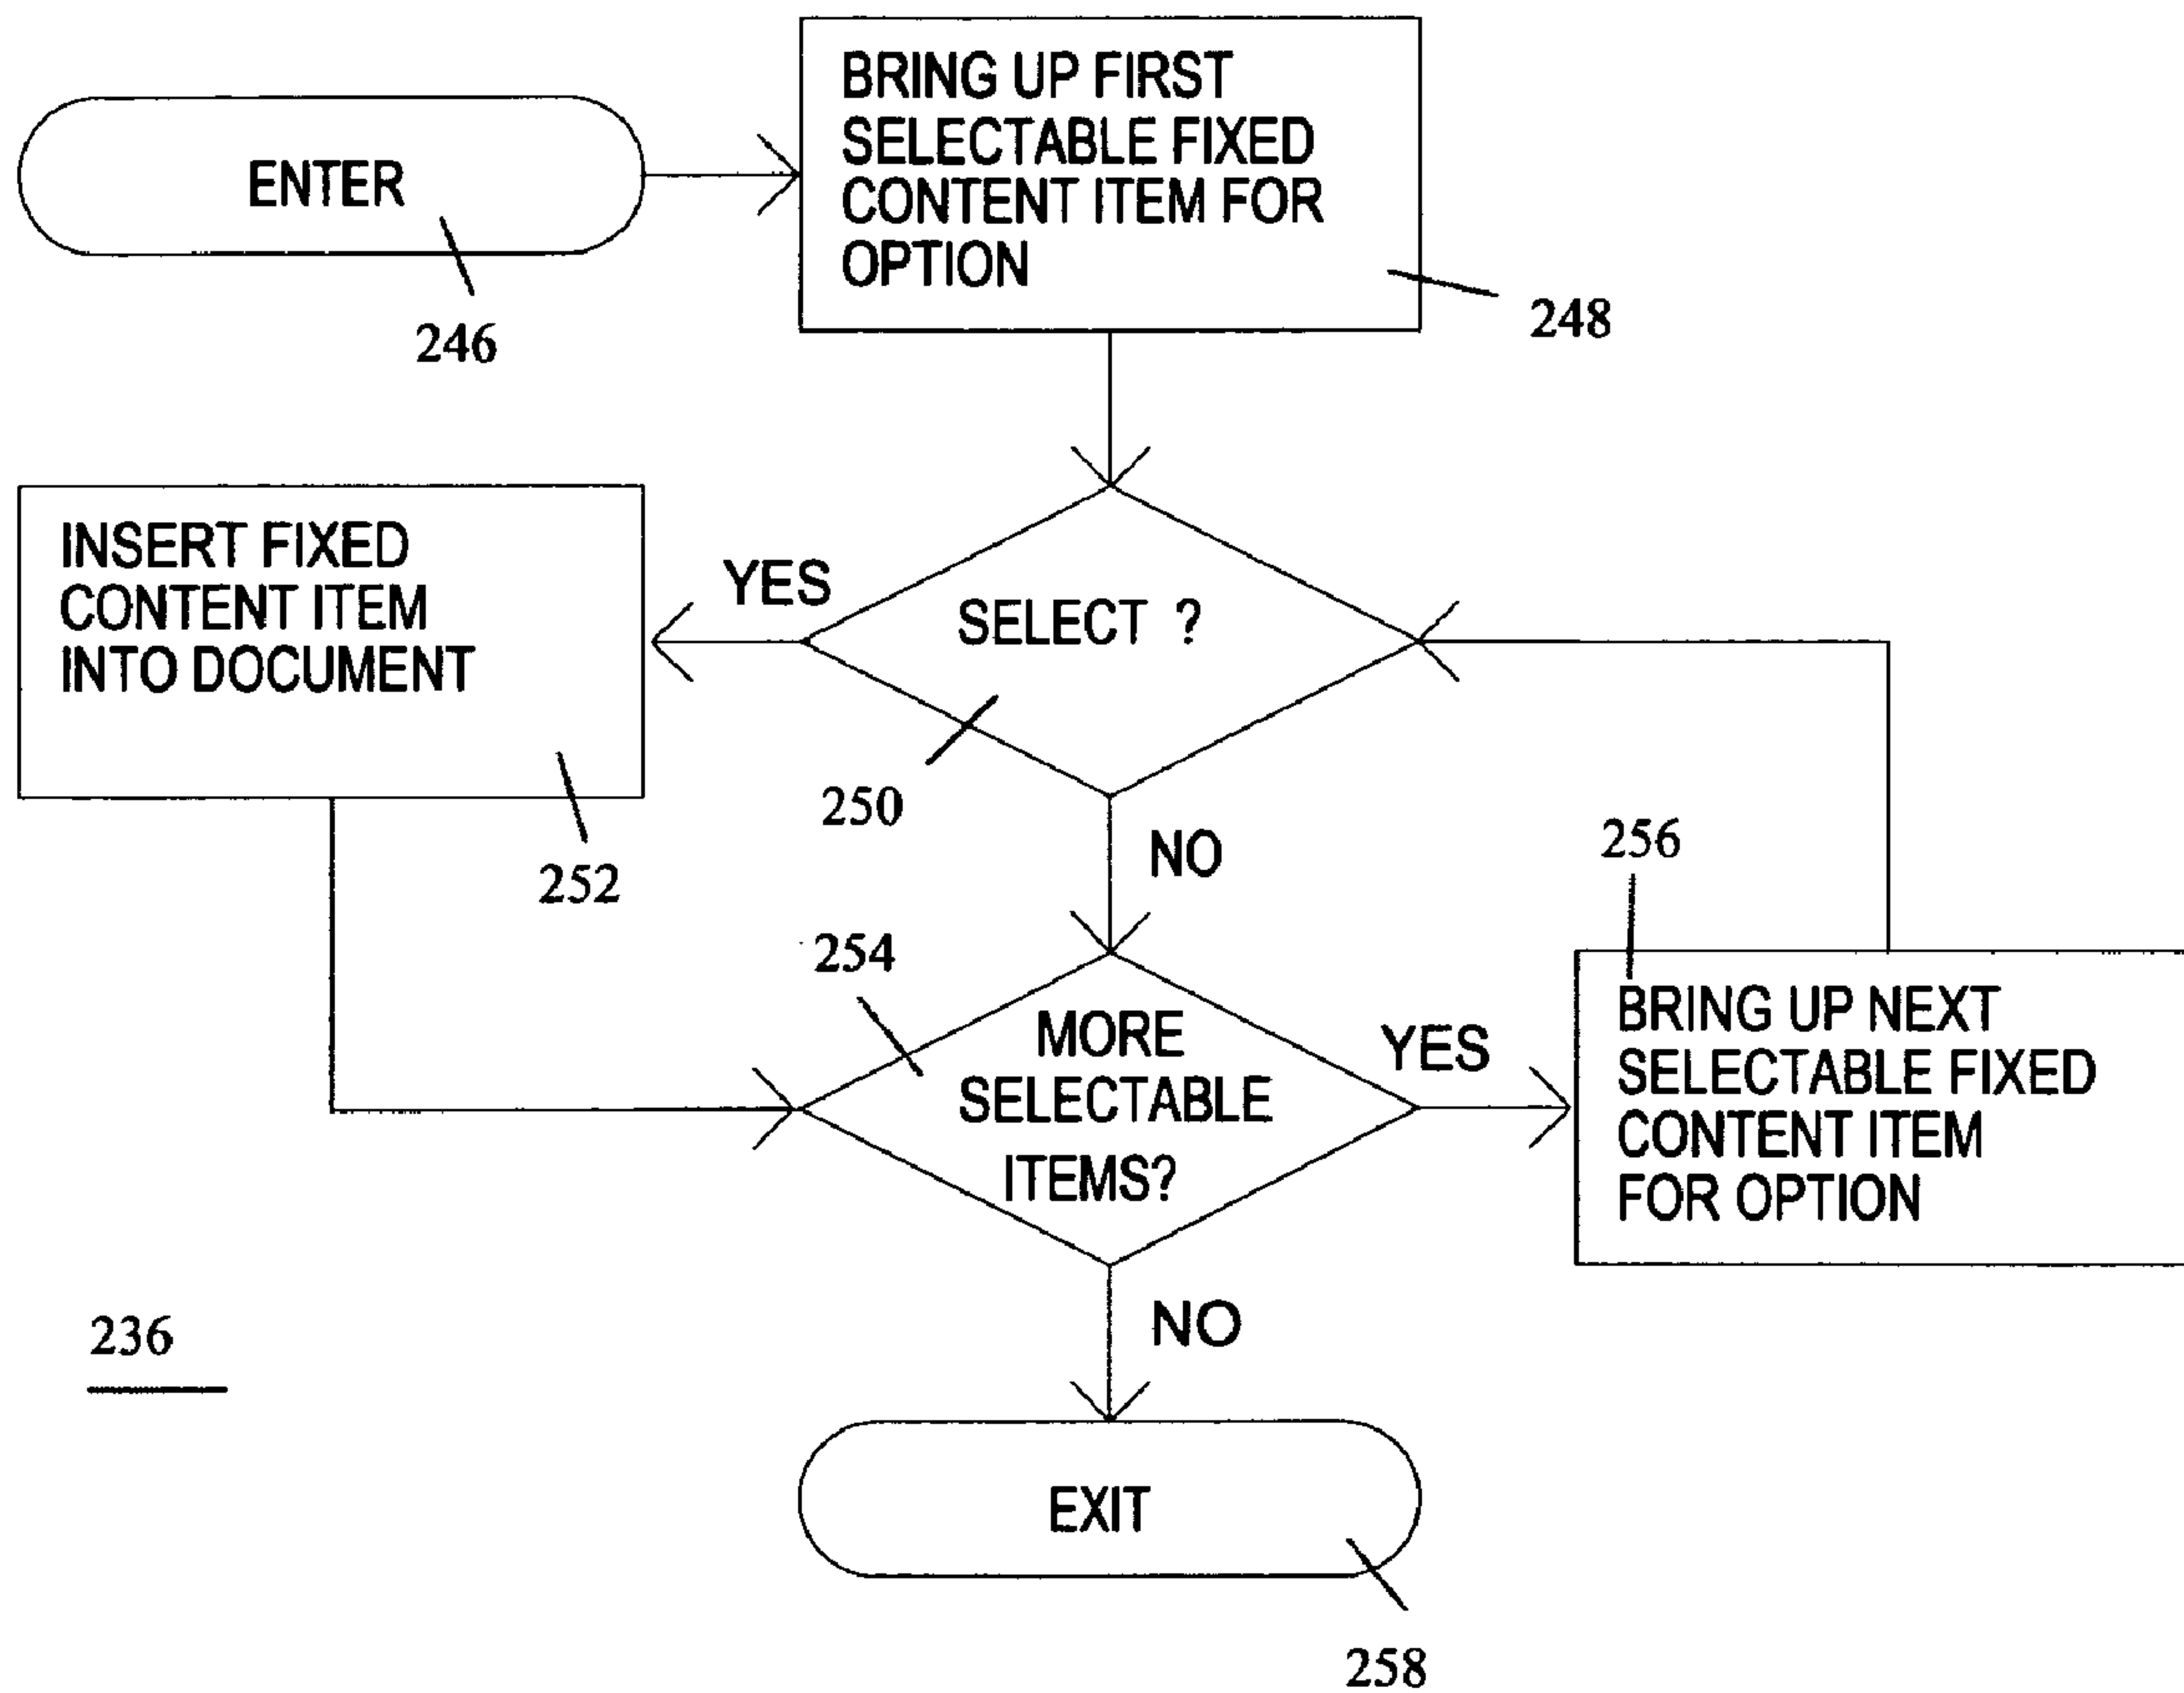 ENTER
246
BRING UP FIRST
SELECTABLE FIXED
CONTENT ITEM FOR
OPTION
248
INSERT FIXED
CONTENT ITEM
INTO DOCUMENT
252
YES
SELECT ?
250
NO
254
MORE
SELECTABLE
ITEMS?
YES
256
BRING UP NEXT
SELECTABLE FIXED
CONTENT ITEM
FOR OPTION
236
NO
EXIT
258